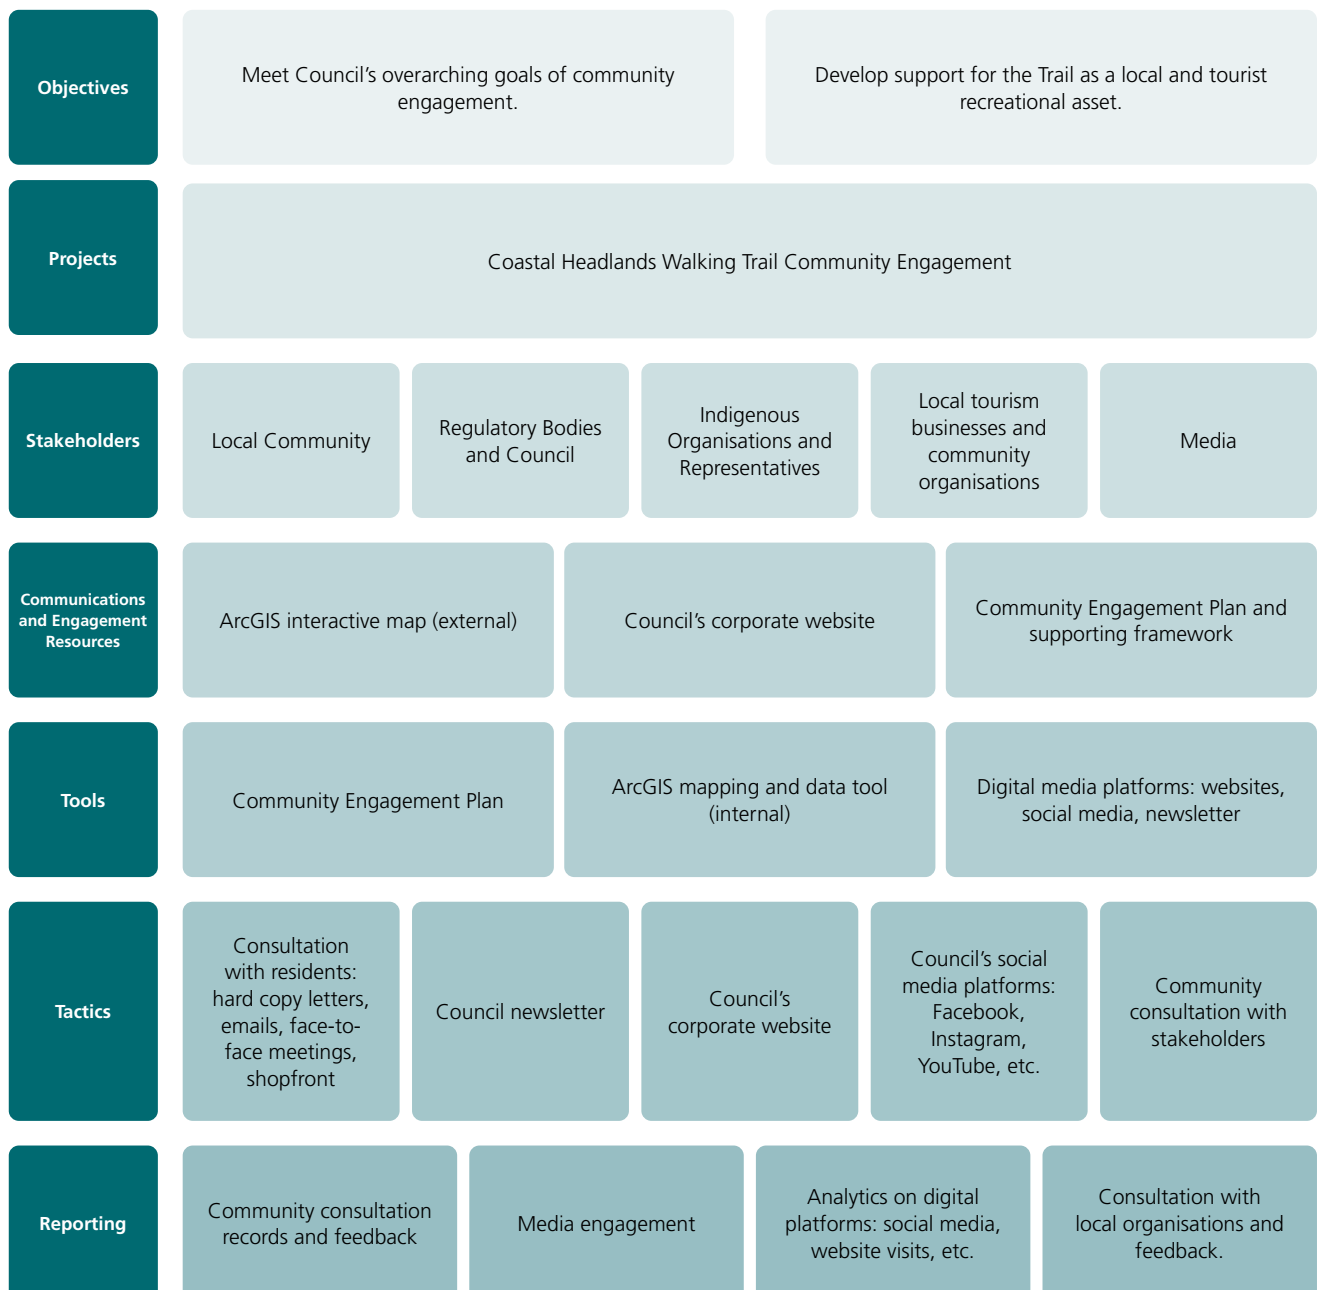 Objectives
Meet Council’s overarching goals of community
engagement.
Develop support for the Trail as a local and tourist
recreational asset.
Projects
Coastal Headlands Walking Trail Community Engagement
Stakeholders
Local Community
Regulatory Bodies
and Council
Indigenous
Organisations and
Representatives
Local tourism
businesses and
community
organisations
Media
Communications
and Engagement
Resources
ArcGIS interactive map (external)
Council’s corporate website
Community Engagement Plan and
supporting framework
Tools
Community Engagement Plan
ArcGIS mapping and data tool
(internal)
Digital media platforms: websites,
social media, newsletter
Tactics
Consultation
with residents:
hard copy letters,
emails, face-to-
face meetings,
shopfront
Council newsletter
Council’s
corporate website
Council’s social
media platforms:
Facebook,
Instagram,
YouTube, etc.
Community
consultation with
stakeholders
Reporting
Community consultation
records and feedback
Media engagement
Analytics on digital
platforms: social media,
website visits, etc.
Consultation with
local organisations and
feedback.